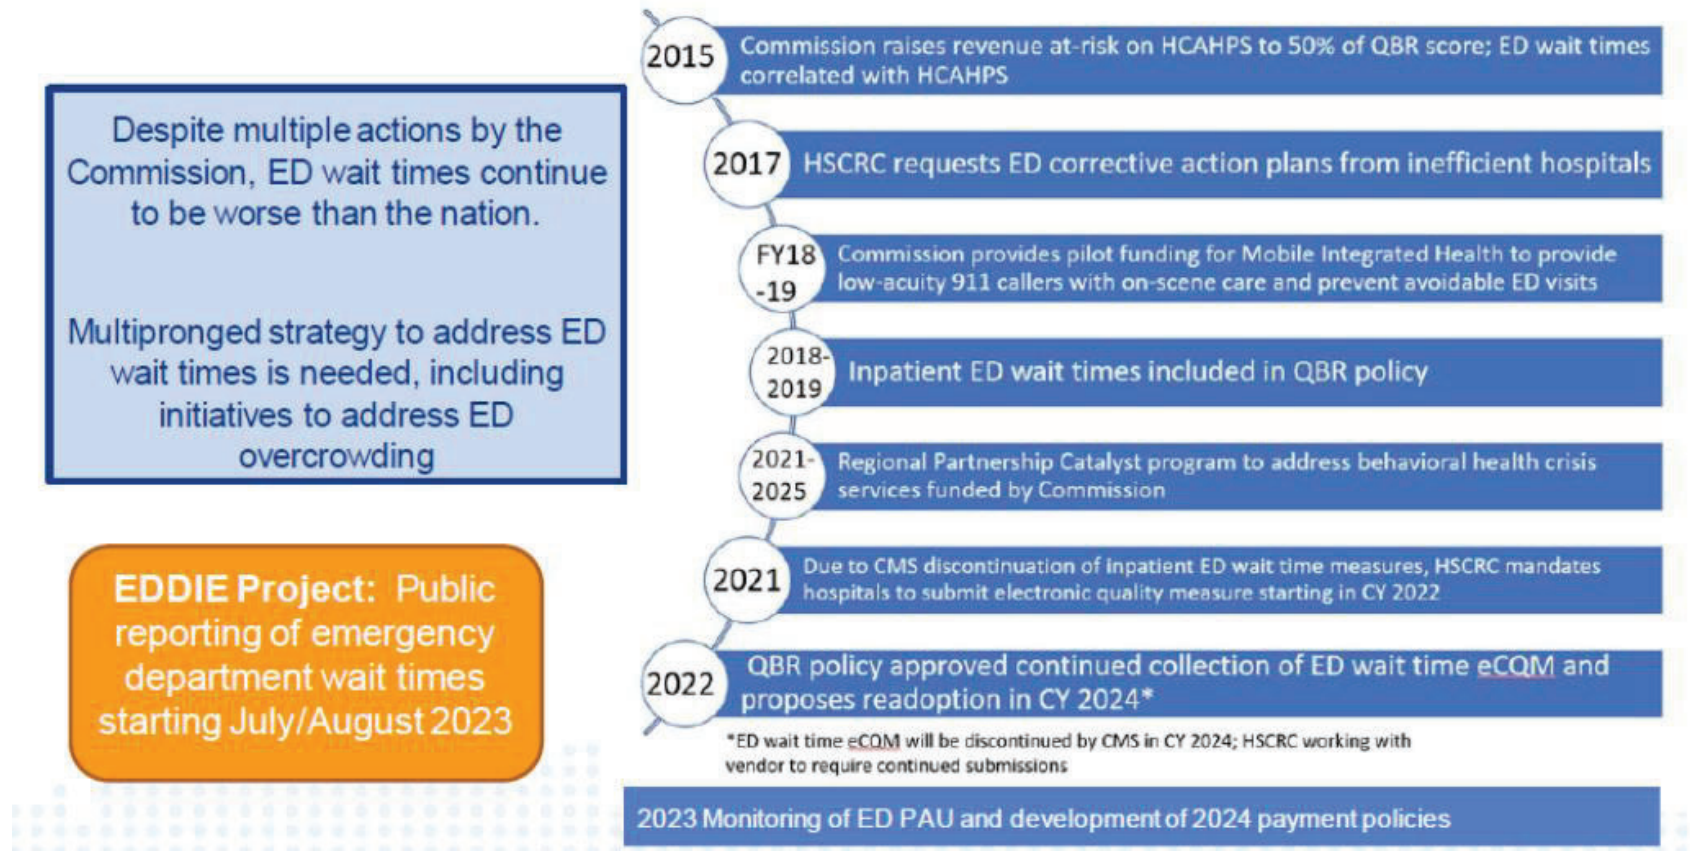 Despite multiple actions by the
Commission, ED wait times continue
to be worse than the nation.
Multipronged strategy to address ED
wait times is needed, including
initiatives to address ED
overcrowding
EDDIE Project: Public
reporting of emergency
department wait times
starting July/August 2023
2015
Commission raises revenue at-risk on HCAHPS to 50% of QBR score; ED wait times
correlated with HCAHPS
2017
HSCRC requests ED corrective action plans from inefficient hospitals
FY18
-19
Commission provides pilot funding for Mobile Integrated Health to provide
low-acuity 911 callers with on-scene care and prevent avoidable ED visits
2018-
2019
Inpatient ED wait times included in QBR policy
2021-
2025
Regional Partnership Catalyst program to address behavioral health crisis
services funded by Commission
2021
Due to CMS discontinuation of inpatient ED wait time measures, HSCRC mandates
hospitals to submit electronic quality measure starting in CY 2022
2022
QBR policy approved continued collection of ED wait time eCQM and
proposes readoption in CY 2024*
*ED wait time eCQM will be discontinued by CMS in CY 2024; HSCRC working with
vendor to require continued submissions
2023 Monitoring of ED PAU and development of 2024 payment policies